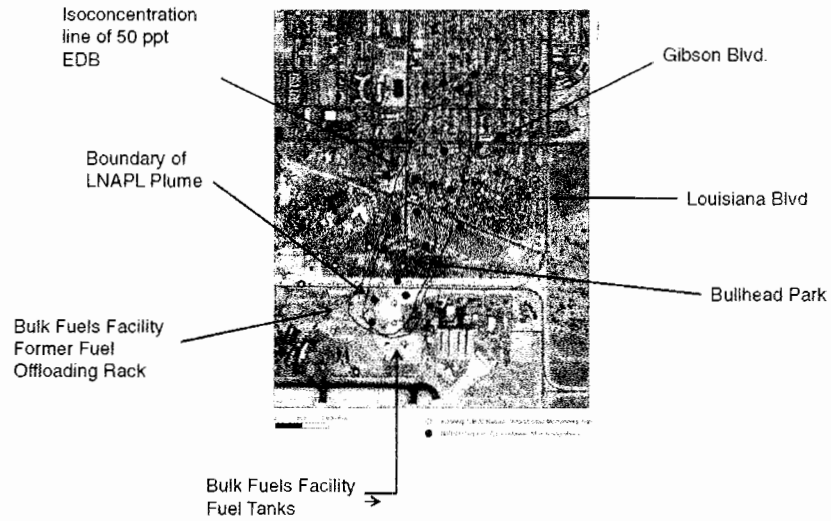 Isoconcentration
line of 50 ppt
EDB
Gibson Blvd.
Boundary of
LNAPL Plume
Louisiana Blvd
Bullhead Park
Bulk Fuels Facility
Former Fuel
Offloading Rack
Bulk Fuels Facility
Fuel Tanks